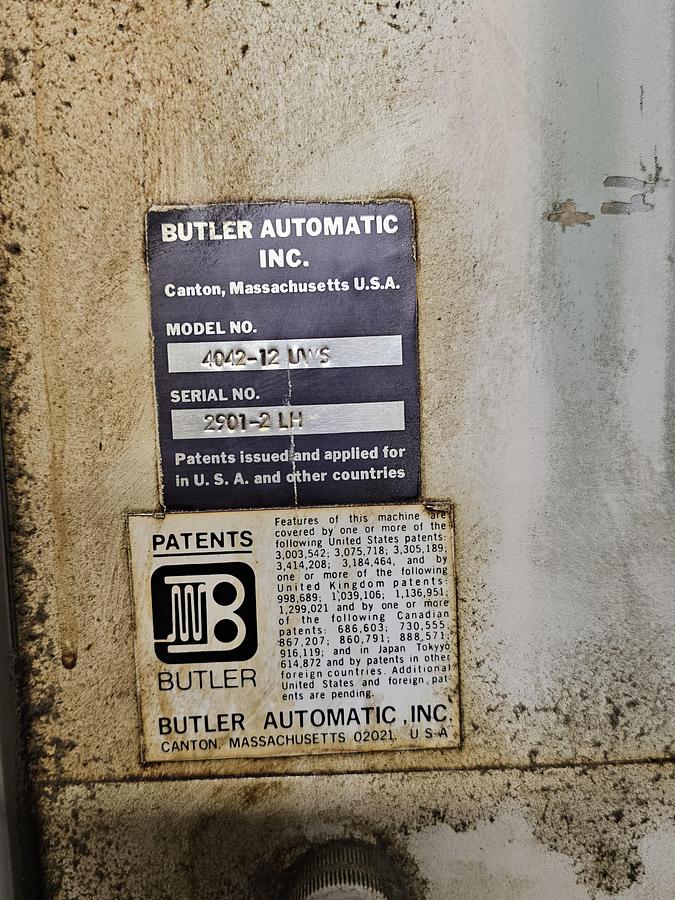 BUTLER AUTOMATIC
INC.
Canton, Massachusetts U.S.A.
MODEL NO.
4042-12 UWS
SERIAL NO.
2901-2 LH
Patents issued and applied for
in U. S. A. and other countries
PATENTS
B
BUTLER
Features of this machine are
covered by one or more of the
following United States patents:
3,003,542; 3,075,718; 3,305,189;
3,414,208; 3,184,464, and by
one or more of the following
United Kingdom patents:
998,689; 1,039,106; 1,136,951;
1,299,021 and by one or more
of the following Canadian
patents: 686,603; 730,555;
867,207; 860,791; 888,571;
916,119; and in Japan Tokyyo
614,872 and by patents in other
foreign countries. Additional
United States and foreign pat
ents are pending.
BUTLER AUTOMATIC, INC.
CANTON, MASSACHUSETTS 02021, U S A